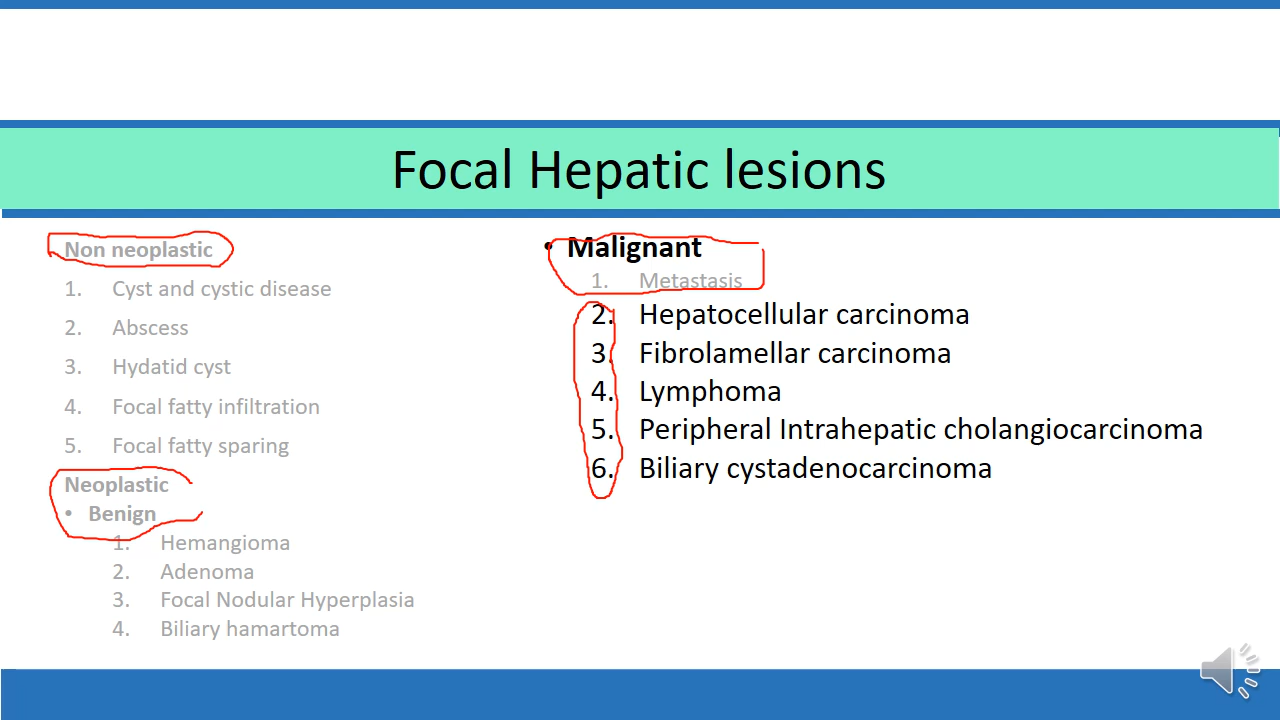 Focal Hepatic lesions
Non neoplastic
1. Cyst and cystic disease
2. Abscess
3. Hydatid cyst
4. Focal fatty infiltration
5. Focal fatty sparing
Neoplastic
• Benign
1. Hemangioma
2. Adenoma
3. Focal Nodular Hyperplasia
4. Biliary hamartoma
• Malignant
1. Metastasis
2. Hepatocellular carcinoma
3. Fibrolamellar carcinoma
4. Lymphoma
5. Peripheral Intrahepatic cholangiocarcinoma
6. Biliary cystadenocarcinoma